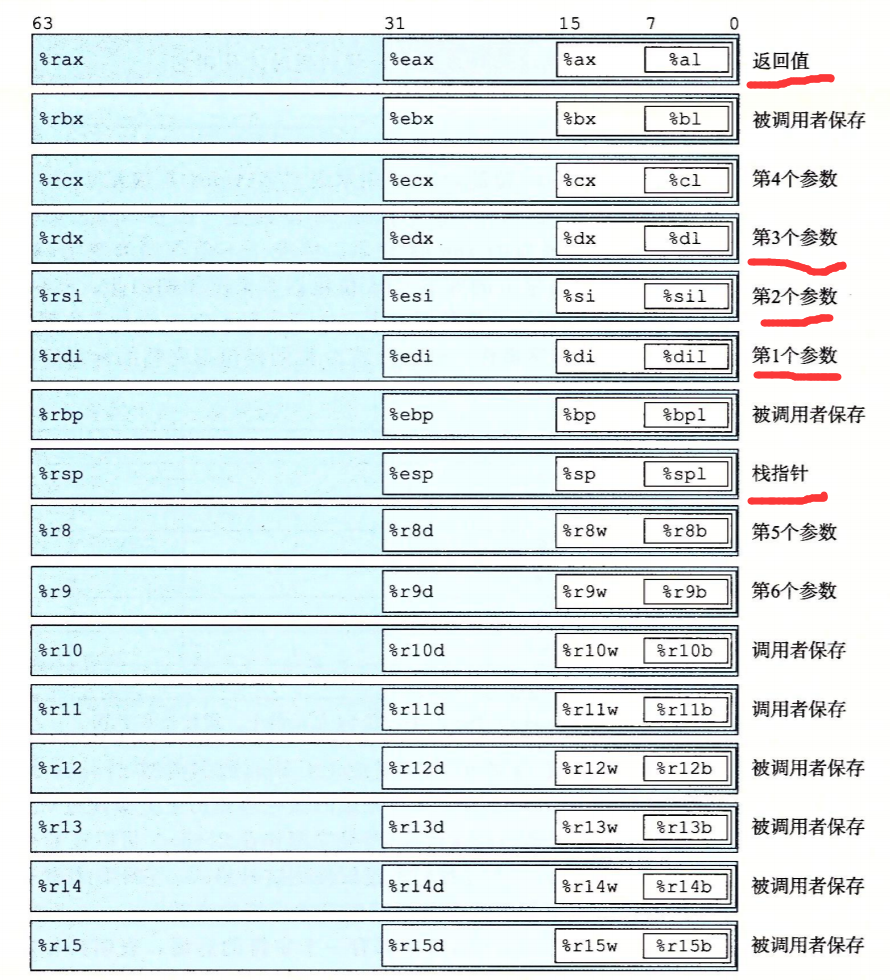 63 31 15 7 0
%rax %eax %ax %al 返回值
%rbx %ebx %bx %bl 被调用者保存
%rcx %ecx %cx %cl 第4个参数
%rdx %edx %dx %dl 第3个参数
%rsi %esi %si %sil 第2个参数
%rdi %edi %di %dil 第1个参数
%rbp %ebp %bp %bpl 被调用者保存
%rsp %esp %sp %spl 栈指针
%r8 %r8d %r8w %r8b 第5个参数
%r9 %r9d %r9w %r9b 第6个参数
%r10 %r10d %r10w %r10b 调用者保存
%r11 %r11d %r11w %r11b 调用者保存
%r12 %r12d %r12w %r12b 被调用者保存
%r13 %r13d %r13w %r13b 被调用者保存
%r14 %r14d %r14w %r14b 被调用者保存
%r15 %r15d %r15w %r15b 被调用者保存